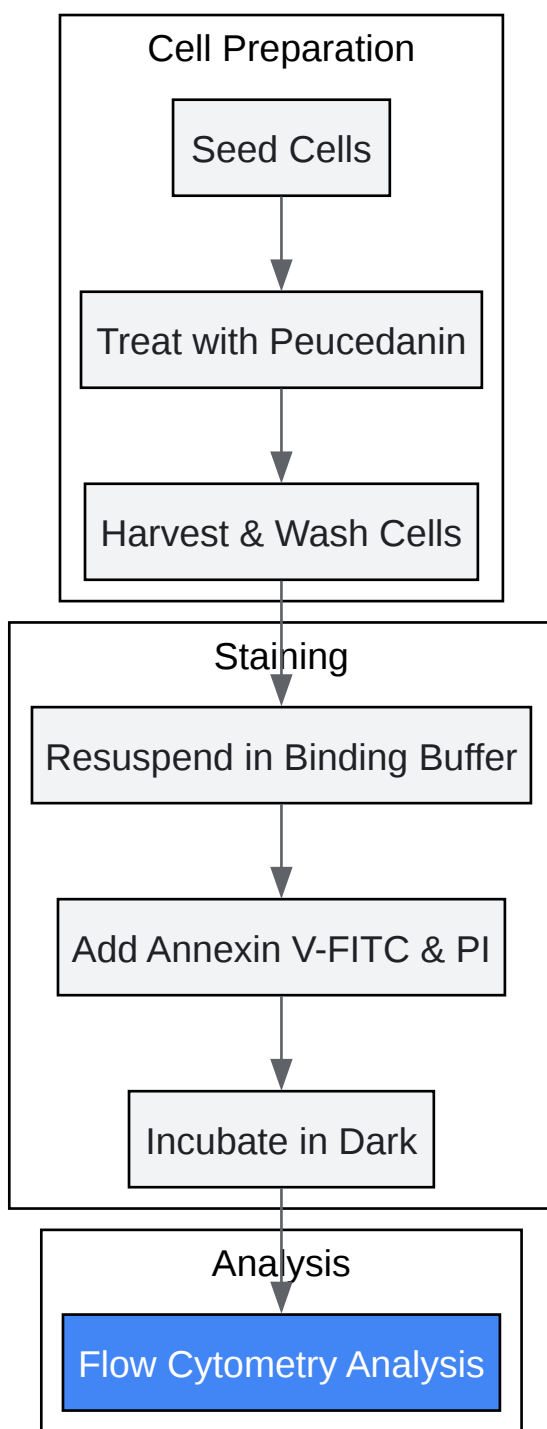 Cell Preparation
Seed Cells
Treat with Peucedanin
Harvest & Wash Cells
Staining
Resuspend in Binding Buffer
Add Annexin V-FITC & PI
Incubate in Dark
Analysis
Flow Cytometry Analysis